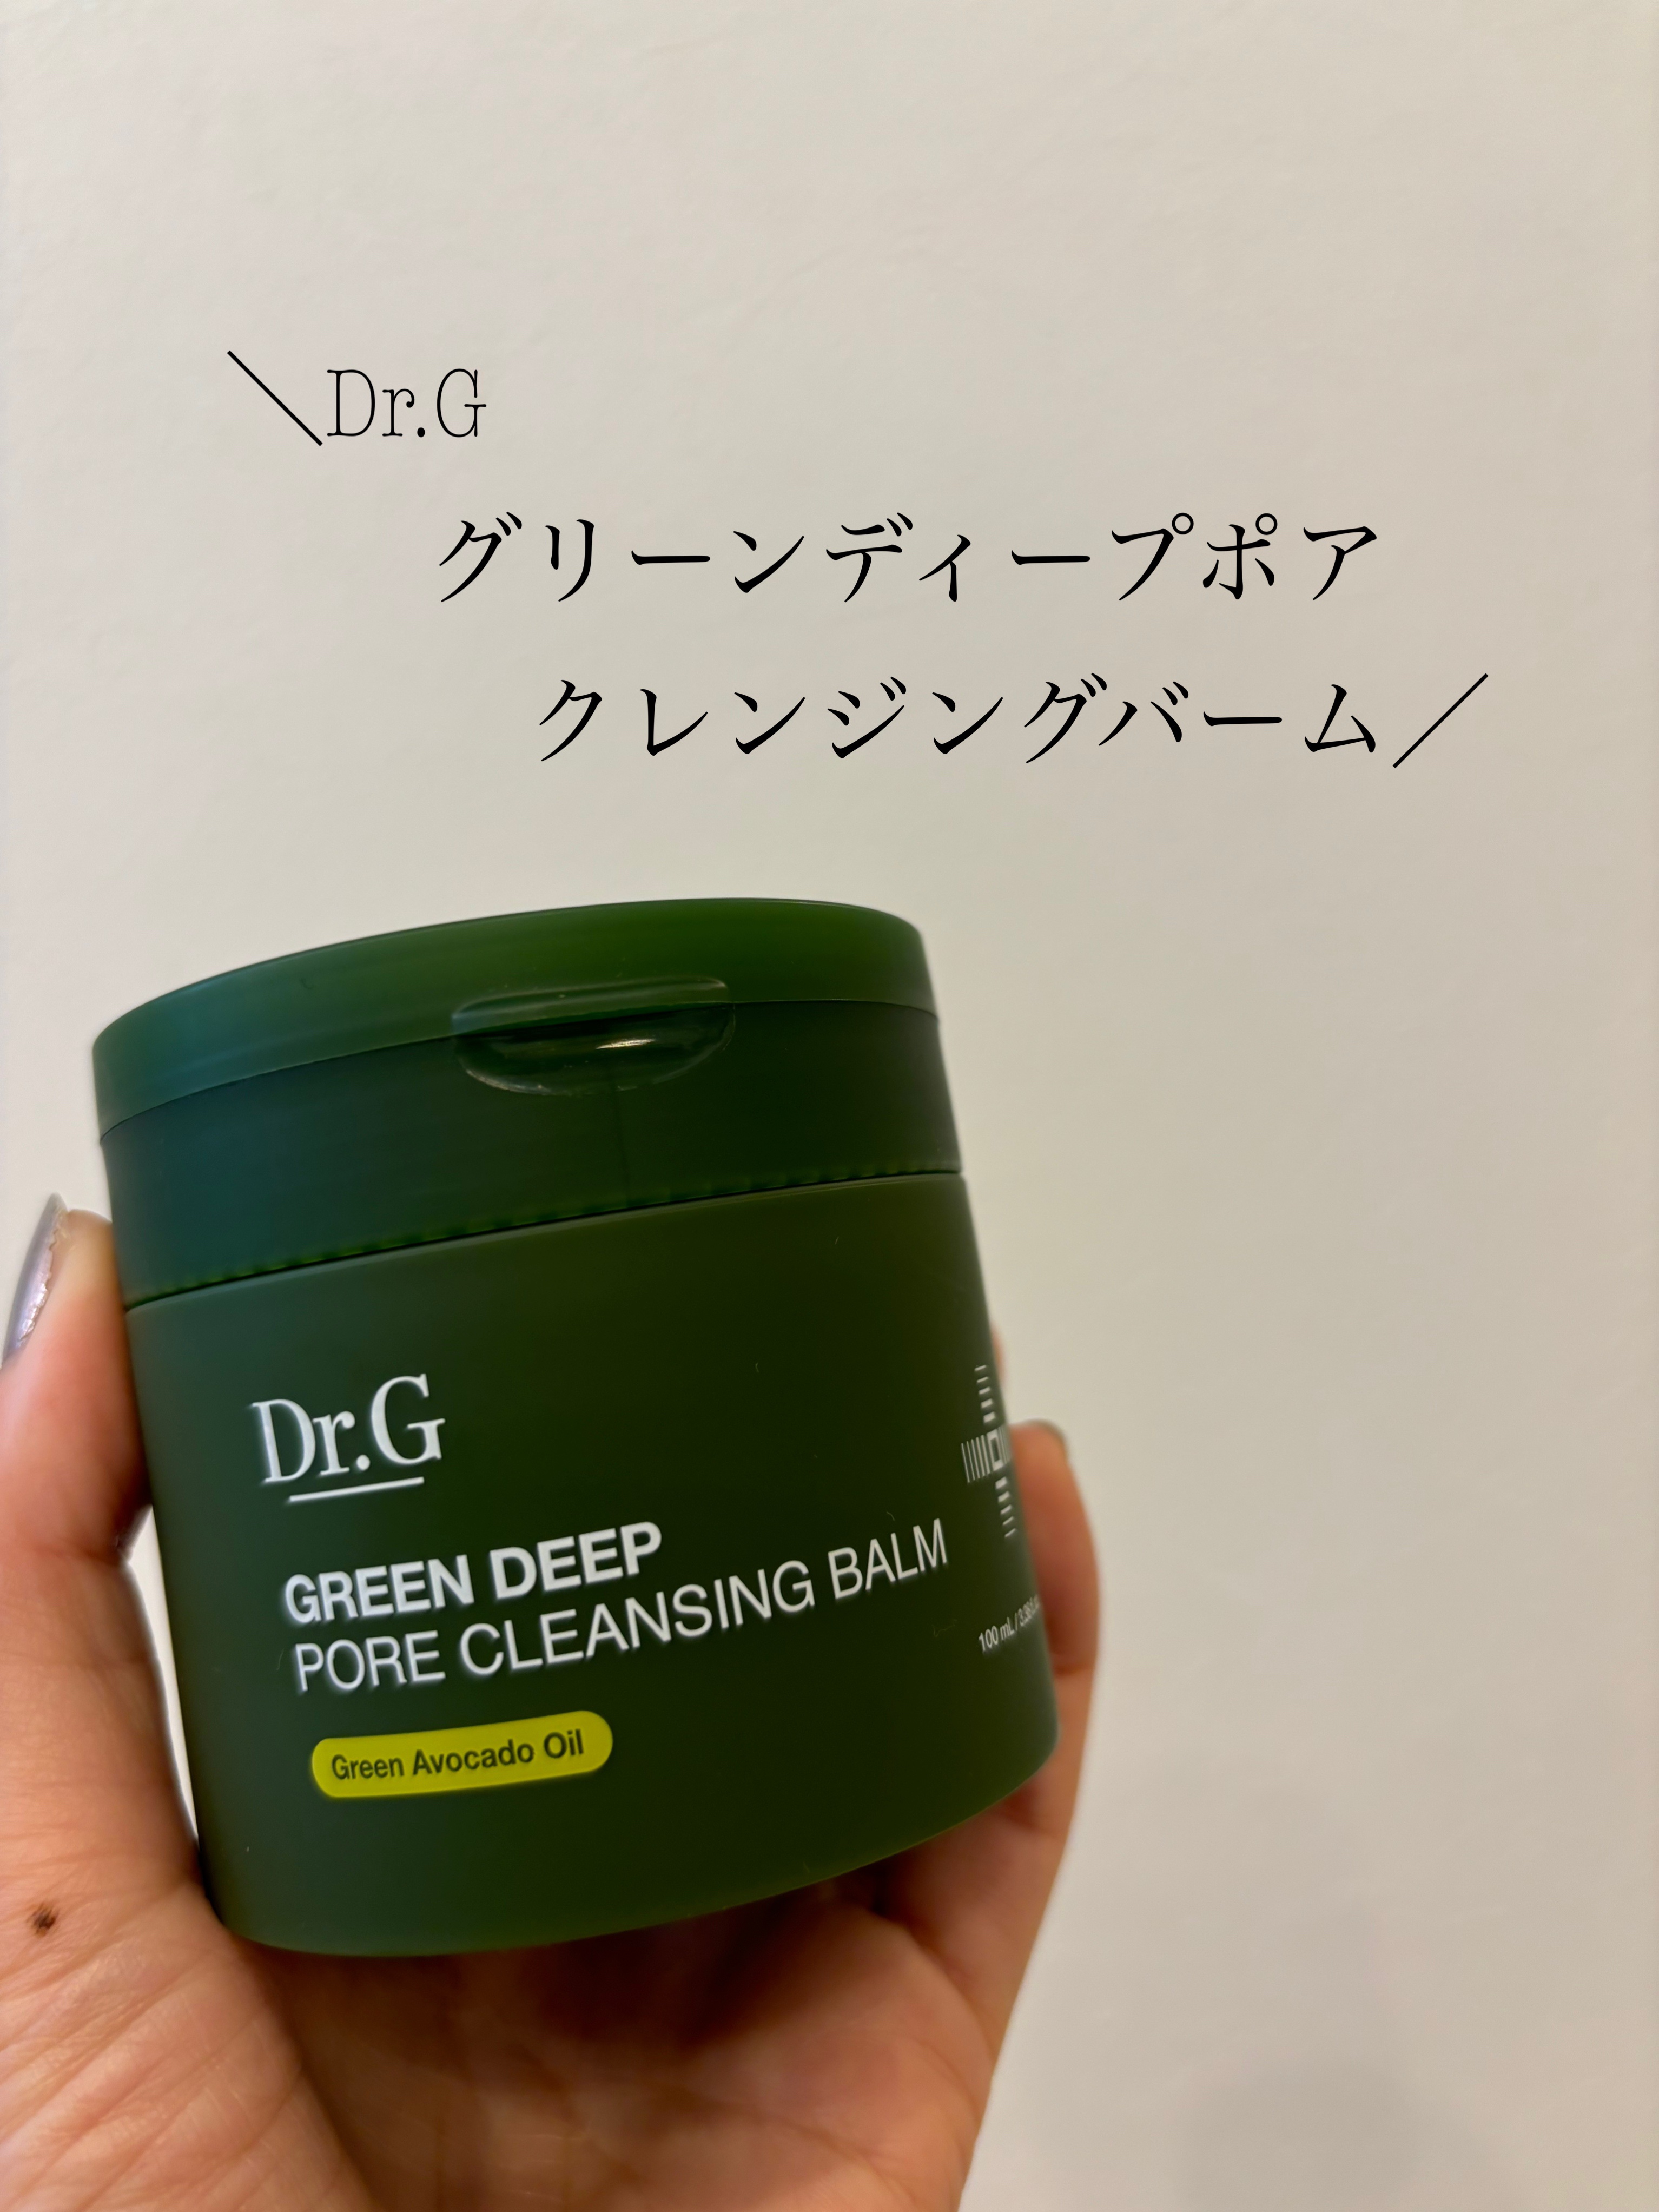 ＼Dr.G
グリーンディープポア
クレンジングバーム／
Dr.G
GREEN DEEP
PORE CLEANSING BALM
100 mL /
Green Avocado Oil